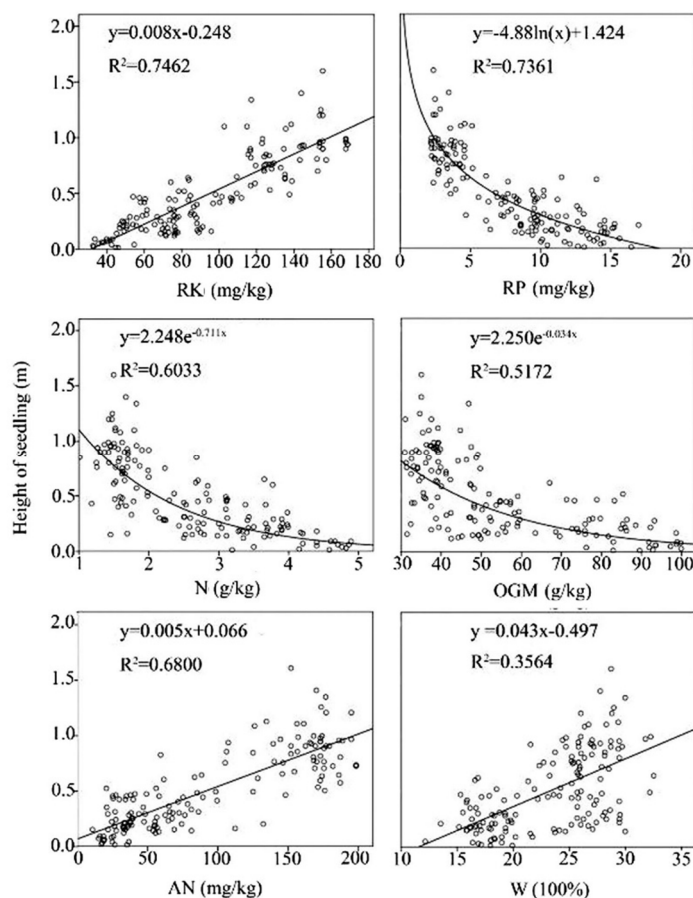 y=0.008x-0.248
R²=0.7462
2.0
1.5
1.0
0.5
0.0
40 60 80 100 120 140 160 180
RK (mg/kg)
y=-4.88ln(x)+1.424
R²=0.7361
0 5 10 15 20
RP (mg/kg)
Height of seedling (m)
y=2.248e^-0.711x
R²=0.6033
2.0
1.5
1.0
0.5
0.0
1 2 3 4 5
N (g/kg)
y=2.250e^-0.034x
R²=0.5172
30 40 50 60 70 80 90 100
OGM (g/kg)
y=0.005x+0.066
R²=0.6800
2.0
1.5
1.0
0.5
0.0
0 50 100 150 200
AN (mg/kg)
y =0.043x-0.497
R²=0.3564
10 15 20 25 30 35
W (100%)